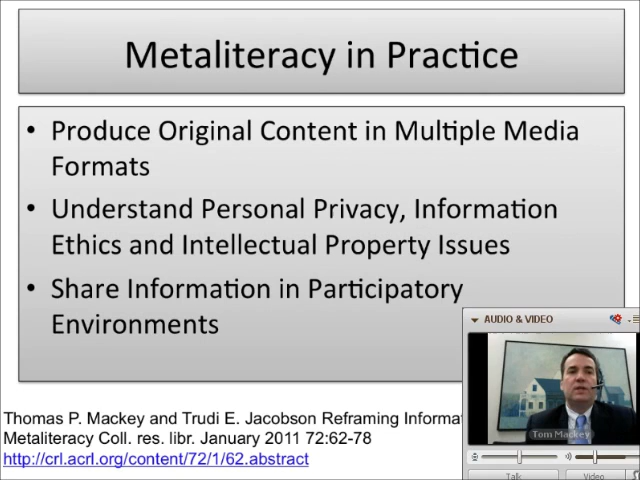 Metaliteracy in Practice
• Produce Original Content in Multiple Media
Formats
• Understand Personal Privacy, Information
Ethics and Intellectual Property Issues
• Share Information in Participatory
Environments
AUDIO & VIDEO
Tom Mackey
Talk
Video
Thomas P. Mackey and Trudi E. Jacobson Reframing
Metaliteracy Coll. res. libr. January 2011 72:62-78
http://crl.acrl.org/content/72/1/62.abstract